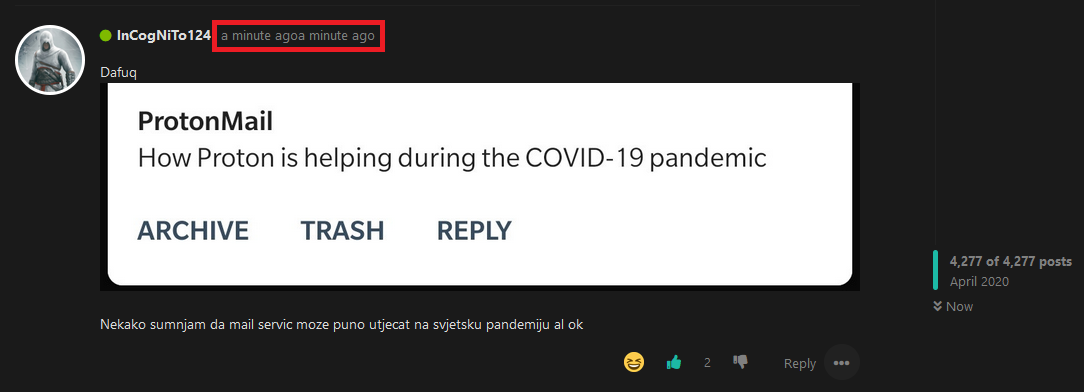 InCogNiTo124 a minute agoa minute ago
Dafuq
ProtonMail
How Proton is helping during the COVID-19 pandemic
ARCHIVE TRASH REPLY
Nekako sumnjam da mail servic moze puno utjecat na svjetsku pandemiju al ok
2 Reply
4,277 of 4,277 posts
April 2020
Now